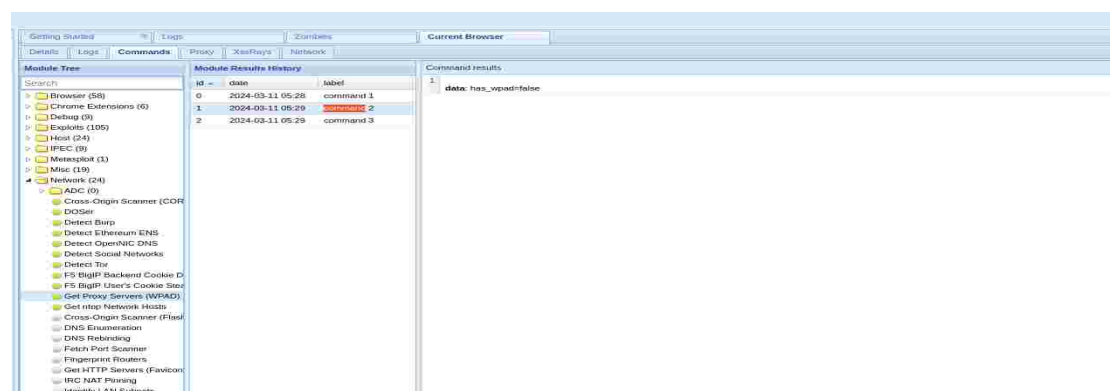 Getting Started Logs Zombies Current Browser
Details Logs Commands Proxy XssRays Network
Module Tree
Search
Browser (58)
Chrome Extensions (6)
Debug (9)
Exploits (105)
Host (24)
IPEC (9)
Metasploit (1)
Misc (19)
Network (24)
ADC (0)
Cross-Origin Scanner (COR
DOSer
Detect Burp
Detect Ethereum ENS
Detect OpenNIC DNS
Detect Social Networks
Detect Tor
F5 BigIP Backend Cookie D
F5 BigIP User's Cookie Stea
Get Proxy Servers (WPAD)
Get ntop Network Hosts
Cross-Origin Scanner (Flash
DNS Enumeration
DNS Rebinding
Fetch Port Scanner
Fingerprint Routers
Get HTTP Servers (Favicon
IRC NAT Pinning
Identify LAN Subnets
Module Results History
id date label
0 2024-03-11 05:28 command 1
1 2024-03-11 05:29 command 2
2 2024-03-11 05:29 command 3
Command results
1
data: has_wpad=false